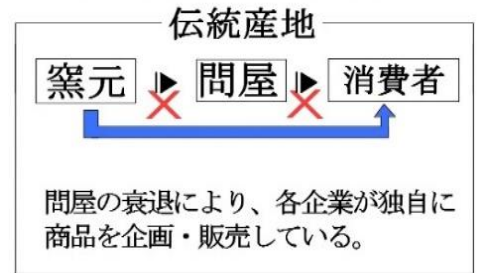 伝統産地
窯元 問屋 消費者
問屋の衰退により、各企業が独自に
商品を企画・販売している。